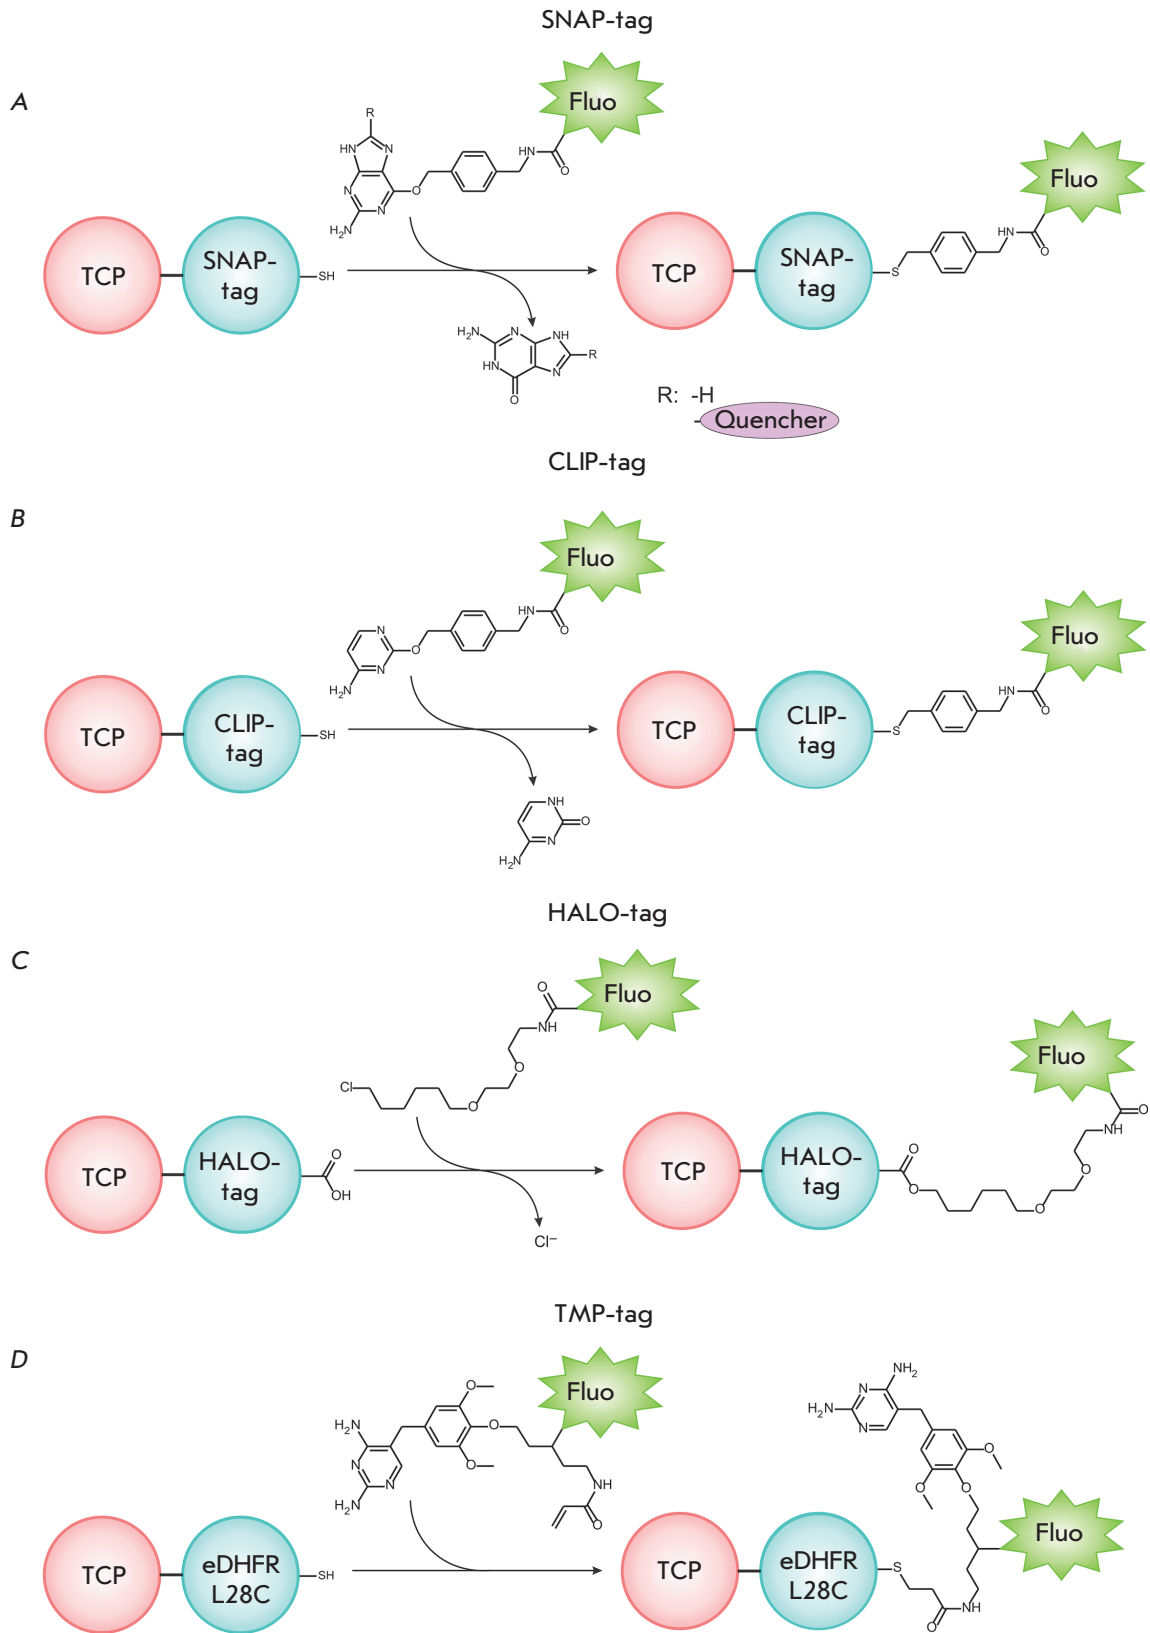 SNAP-tag
A
Fluo
R
HN
N
N
N
H₂N
O
HN
O
TCP
SNAP-
tag
SH
H₂N
N
NH
HN
N
R
O
R: -H
Quencher
TCP
SNAP-
tag
S
HN
O
Fluo
CLIP-tag
B
Fluo
N
N
O
H₂N
HN
O
TCP
CLIP-
tag
SH
NH
O
N
H₂N
TCP
CLIP-
tag
S
HN
O
Fluo
HALO-tag
C
Fluo
O
NH
O
O
Cl
TCP
HALO-
tag
O
OH
Cl⁻
TCP
HALO-
tag
O
O
O
O
NH
O
Fluo
TMP-tag
D
Fluo
H₂N
N
N
H₂N
O
O
O
NH
O
TCP
eDHFR
L28C
SH
TCP
eDHFR
L28C
S
O
NH
Fluo
NH₂
N
H₂N
N
O
O
O